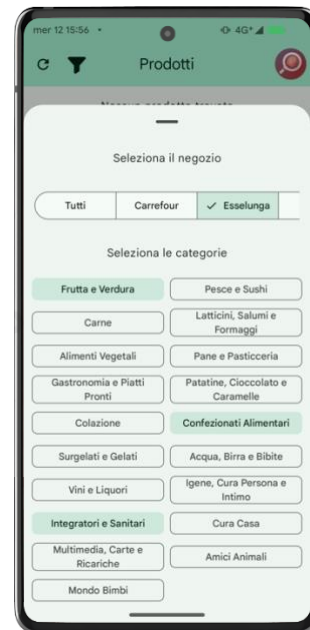 mer 12 15:56 • 4G+
Prodotti
Nessun prodotto trovato
Seleziona il negozio
Tutti Carrefour Esselunga
Seleziona le categorie
Frutta e Verdura Pesce e Sushi
Carne Latticini, Salumi e
Formaggi
Alimenti Vegetali Pane e Pasticceria
Gastronomia e Piatti
Pronti Patatine, Cioccolato e
Caramelle
Colazione Confezionati Alimentari
Surgelati e Gelati Acqua, Birra e Bibite
Vini e Liquori Igene, Cura Persona e
Intimo
Integratori e Sanitari Cura Casa
Multimedia, Carte e
Ricariche Amici Animali
Mondo Bimbi